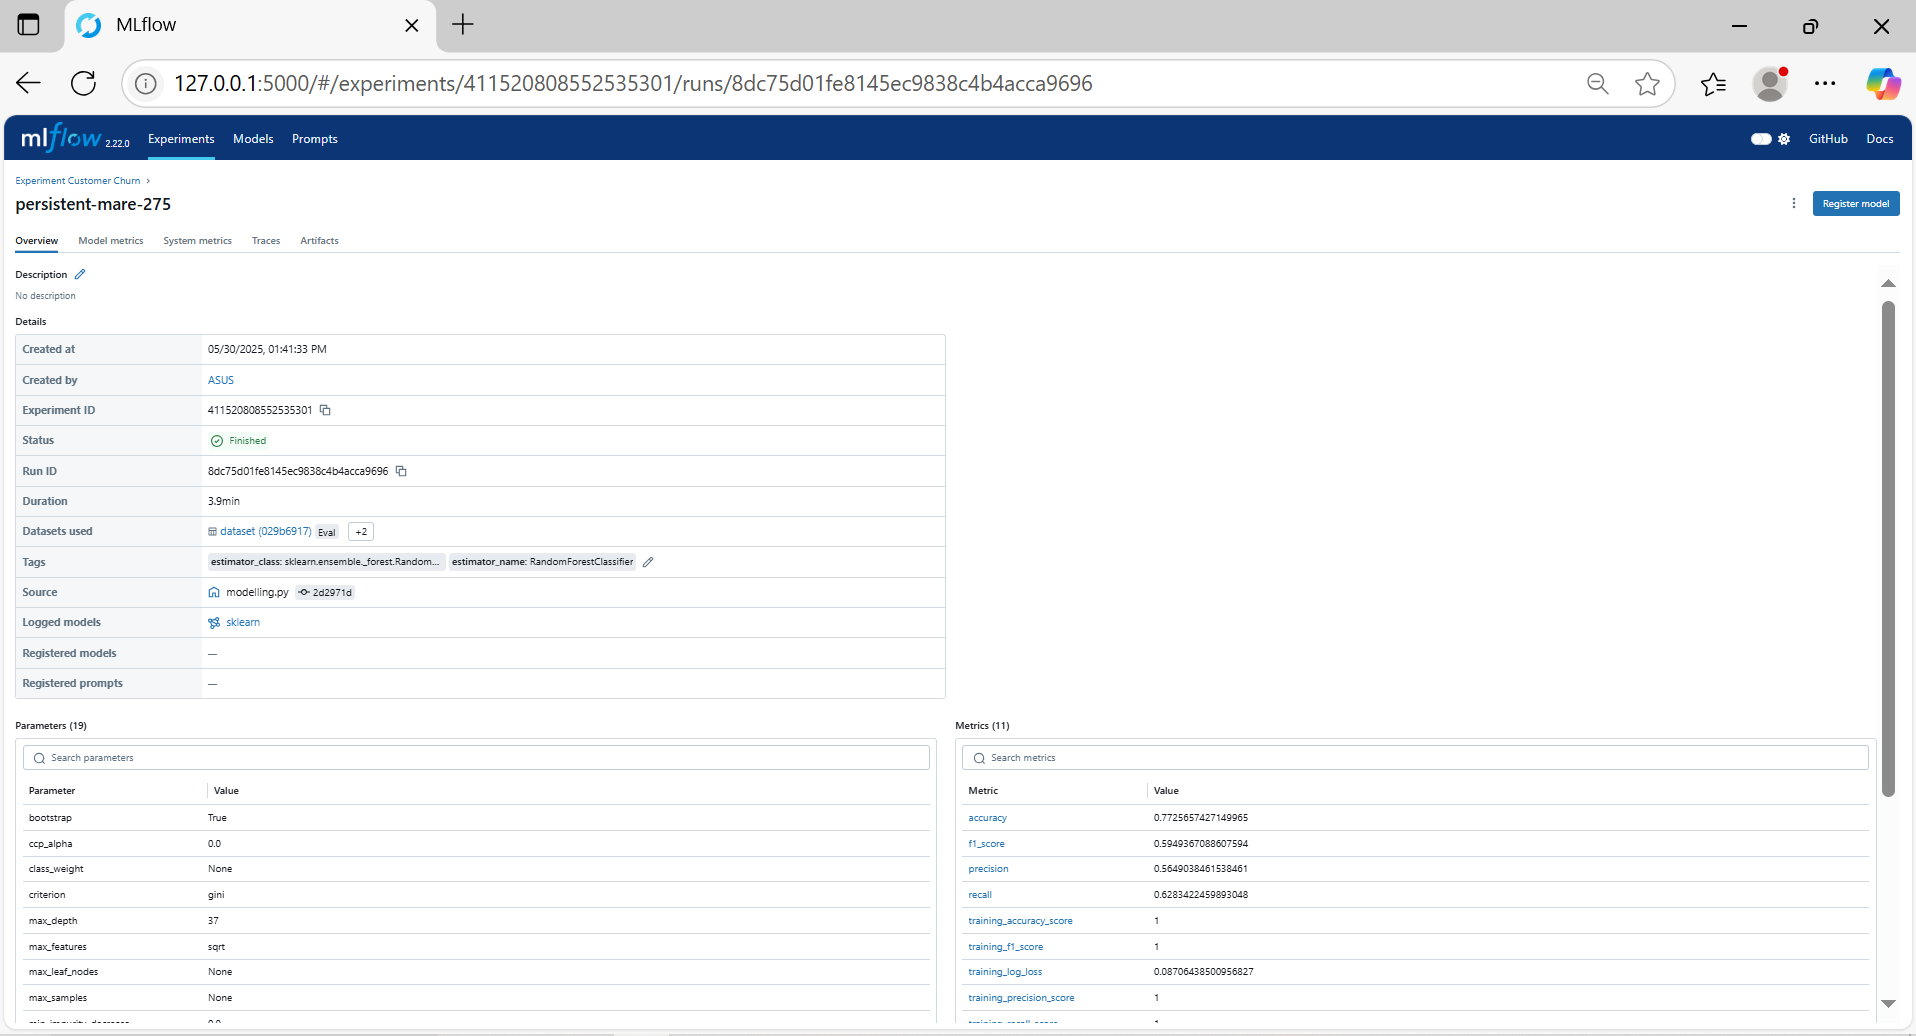 MLflow
127.0.0.1:5000/#/experiments/411520808552535301/runs/8dc75d01fe8145ec9838c4b4acca9696
mlflow 2.22.0 Experiments Models Prompts GitHub Docs
Experiment Customer Churn >
persistent-mare-275
Register model
Overview Model metrics System metrics Traces Artifacts
Description
No description
Details
Created at 05/30/2025, 01:41:33 PM
Created by ASUS
Experiment ID 411520808552535301
Status Finished
Run ID 8dc75d01fe8145ec9838c4b4acca9696
Duration 3.9min
Datasets used dataset (029b6917) Eval +2
Tags estimator_class: sklearn.ensemble._forest.Random... estimator_name: RandomForestClassifier
Source modelling.py 2d2971d
Logged models sklearn
Registered models —
Registered prompts —
Parameters (19)
Search parameters
Parameter Value
bootstrap True
ccp_alpha 0.0
class_weight None
criterion gini
max_depth 37
max_features sqrt
max_leaf_nodes None
max_samples None
Metrics (11)
Search metrics
Metric Value
accuracy 0.7725657427149965
f1_score 0.5949367088607594
precision 0.5649038461538461
recall 0.6283422459893048
training_accuracy_score 1
training_f1_score 1
training_log_loss 0.08706438500956827
training_precision_score 1